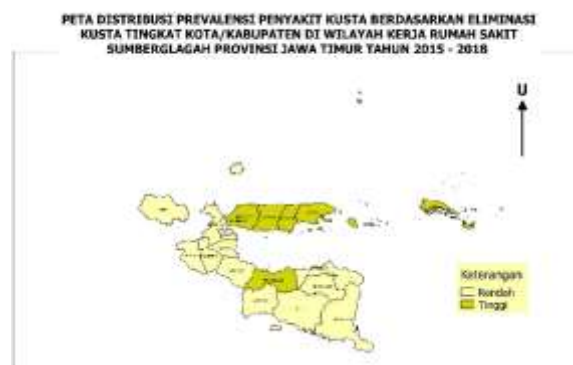 PETA DISTRIBUSI PREVALENSI PENYAKIT KUSTA BERDASARKAN ELIMINASI
KUSTA TINGKAT KOTA/KABUPATEN DI WILAYAH KERJA RUMAH SAKIT
SUMBERGLAGAH PROVINSI JAWA TIMUR TAHUN 2015 - 2018
U
Keterangan
Rendah
Tinggi